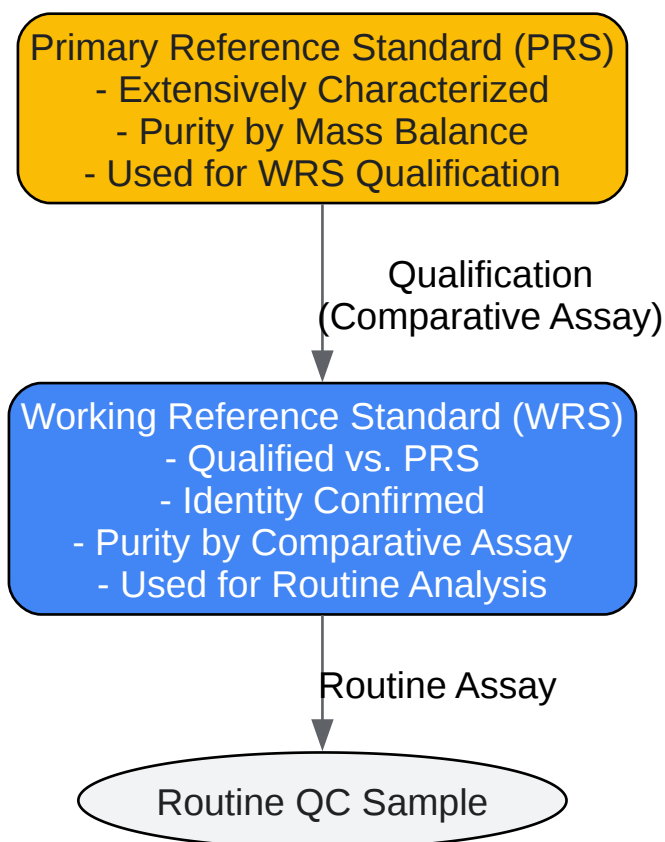 Primary Reference Standard (PRS)
- Extensively Characterized
- Purity by Mass Balance
- Used for WRS Qualification
Qualification
(Comparative Assay)
Working Reference Standard (WRS)
- Qualified vs. PRS
- Identity Confirmed
- Purity by Comparative Assay
- Used for Routine Analysis
Routine Assay
Routine QC Sample